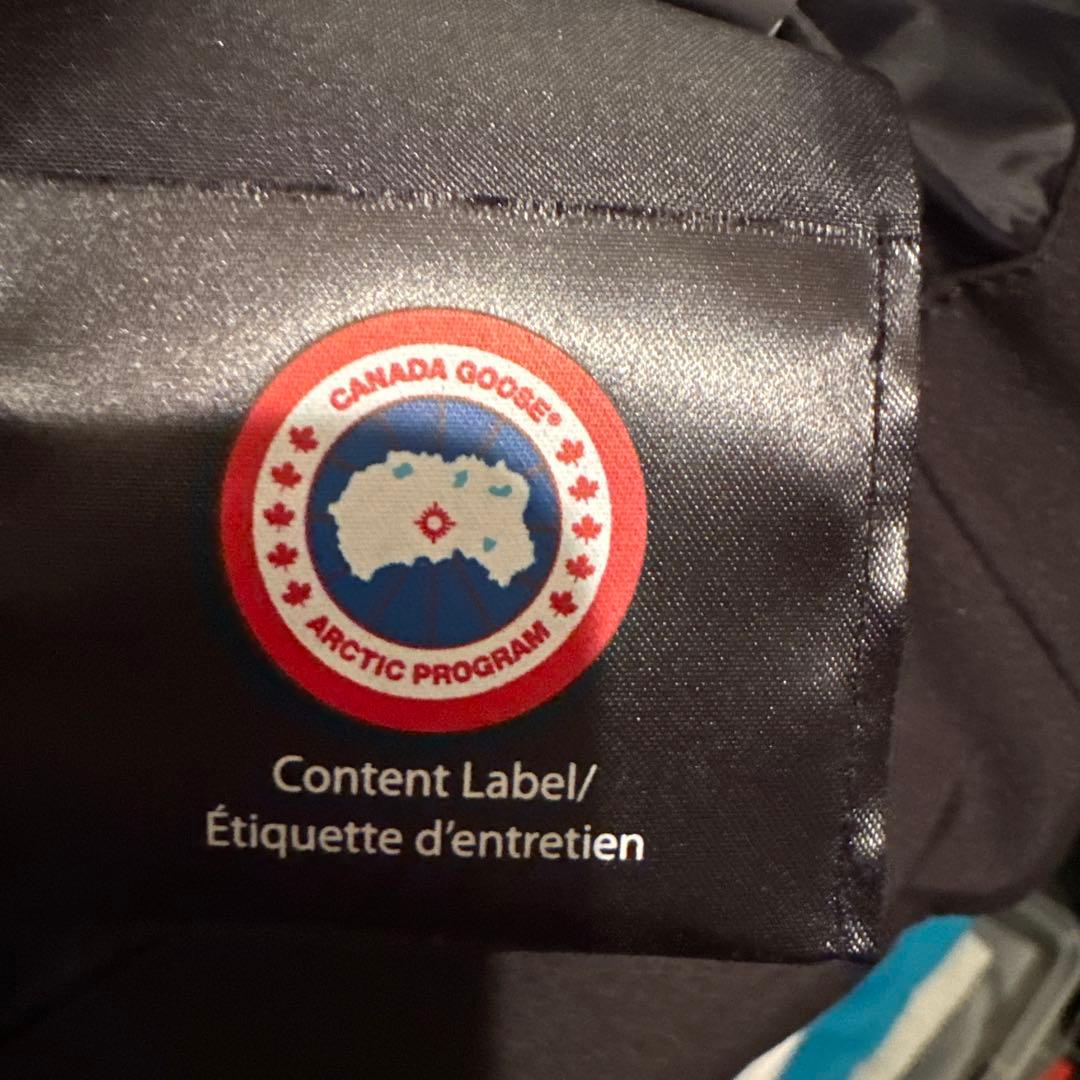 CANADA GOOSE®
ARCTIC PROGRAM
Content Label/
Étiquette d'entretien